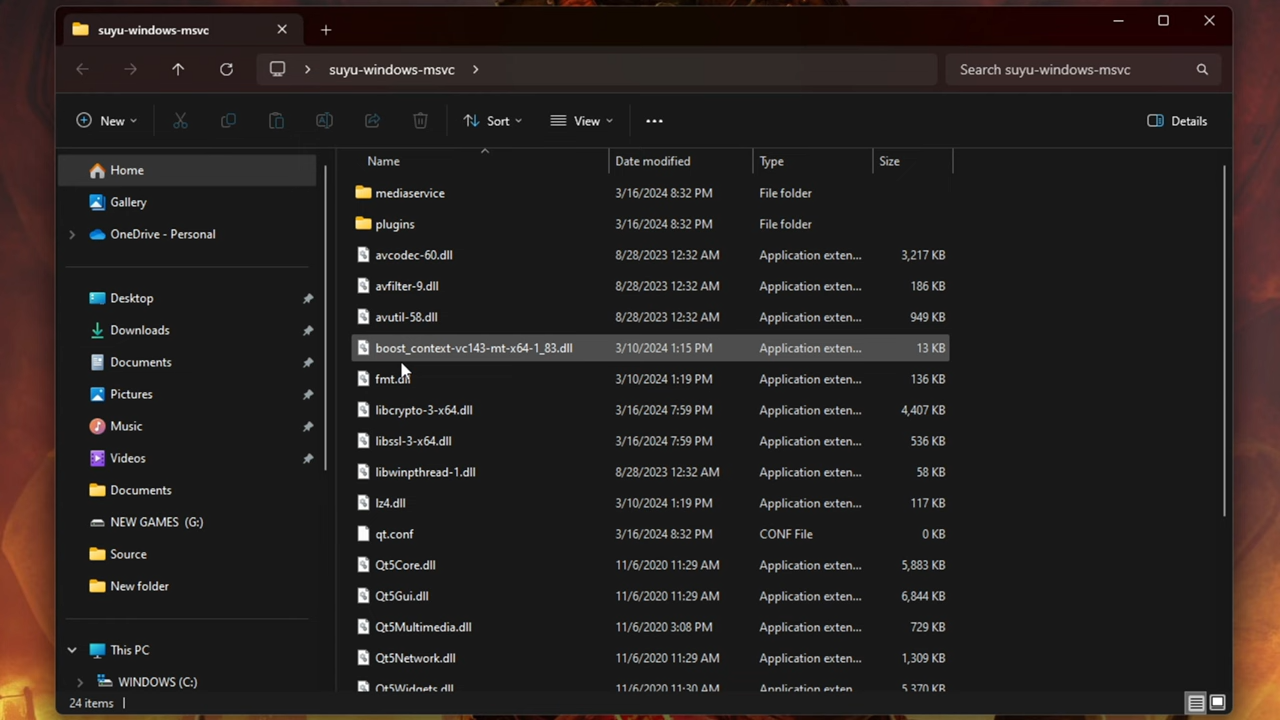 suyu-windows-msvc
suyu-windows-msvc
Search suyu-windows-msvc
New
Sort
View
Details
Home
Gallery
OneDrive - Personal
Desktop
Downloads
Documents
Pictures
Music
Videos
Documents
NEW GAMES (G:)
Source
New folder
This PC
WINDOWS (C:)
Name Date modified Type Size
mediaservice 3/16/2024 8:32 PM File folder
plugins 3/16/2024 8:32 PM File folder
avcodec-60.dll 8/28/2023 12:32 AM Application exten... 3,217 KB
avfilter-9.dll 8/28/2023 12:32 AM Application exten... 186 KB
avutil-58.dll 8/28/2023 12:32 AM Application exten... 949 KB
boost_context-vc143-mt-x64-1_83.dll 3/10/2024 1:15 PM Application exten... 13 KB
fmt.dll 3/10/2024 1:19 PM Application exten... 136 KB
libcrypto-3-x64.dll 3/16/2024 7:59 PM Application exten... 4,407 KB
libssl-3-x64.dll 3/16/2024 7:59 PM Application exten... 536 KB
libwinpthread-1.dll 8/28/2023 12:32 AM Application exten... 58 KB
lz4.dll 3/10/2024 1:19 PM Application exten... 117 KB
qt.conf 3/16/2024 8:32 PM CONF File 0 KB
Qt5Core.dll 11/6/2020 11:29 AM Application exten... 5,883 KB
Qt5Gui.dll 11/6/2020 11:29 AM Application exten... 6,844 KB
Qt5Multimedia.dll 11/6/2020 3:08 PM Application exten... 729 KB
Qt5Network.dll 11/6/2020 11:29 AM Application exten... 1,309 KB
Qt5Widgets.dll 11/6/2020 11:30 AM Application exten... 5,370 KB
24 items